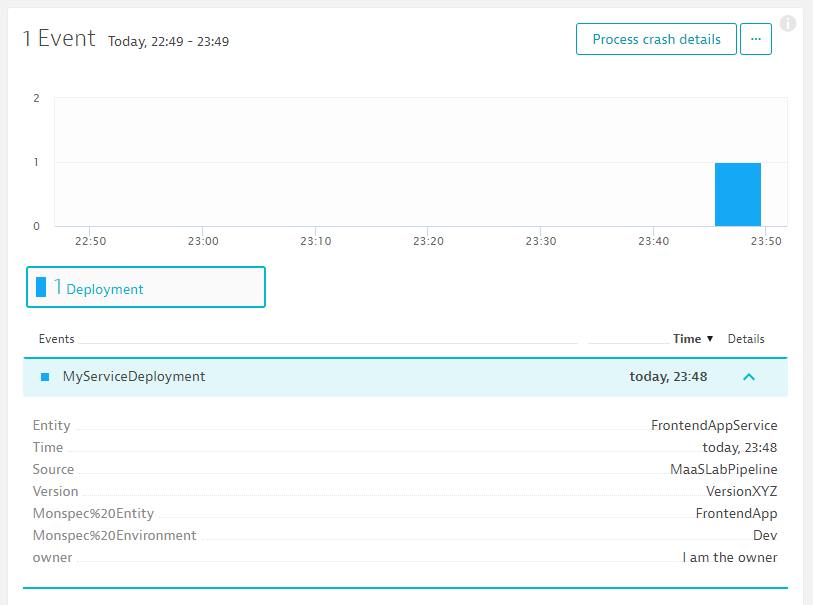 1 Event Today, 22:49 - 23:49
Process crash details
...
i
2
1
0
22:50 23:00 23:10 23:20 23:30 23:40 23:50
1 Deployment
Events Time ▼ Details
MyServiceDeployment today, 23:48
Entity FrontendAppService
Time today, 23:48
Source MaaSLabPipeline
Version VersionXYZ
Monspec%20Entity FrontendApp
Monspec%20Environment Dev
owner I am the owner